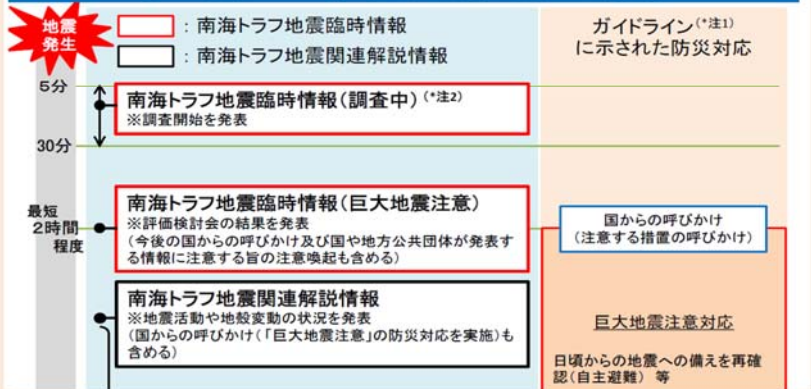 地震
発生
：南海トラフ地震臨時情報
：南海トラフ地震関連解説情報
ガイドライン(*注1)
に示された防災対応
5分
南海トラフ地震臨時情報(調査中)(*注2)
※調査開始を発表
30分
最短
2時間
程度
南海トラフ地震臨時情報(巨大地震注意)
※評価検討会の結果を発表
(今後の国からの呼びかけ及び国や地方公共団体が発表す
る情報に注意する旨の注意喚起も含める)
国からの呼びかけ
(注意する措置の呼びかけ)
南海トラフ地震関連解説情報
※地震活動や地殻変動の状況を発表
(国からの呼びかけ(「巨大地震注意」の防災対応を実施)も
含める)
巨大地震注意対応
日頃からの地震への備えを再確
認(自主避難) 等